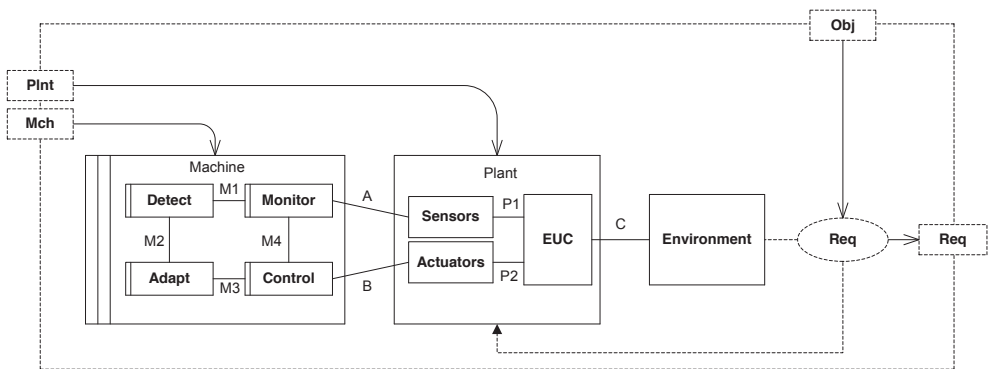 Obj
Plnt
Mch
Machine
Plant
Detect
M1
Monitor
A
Sensors
P1
EUC
C
Environment
Req
Req
M2
M4
Actuators
Adapt
M3
Control
B
P2